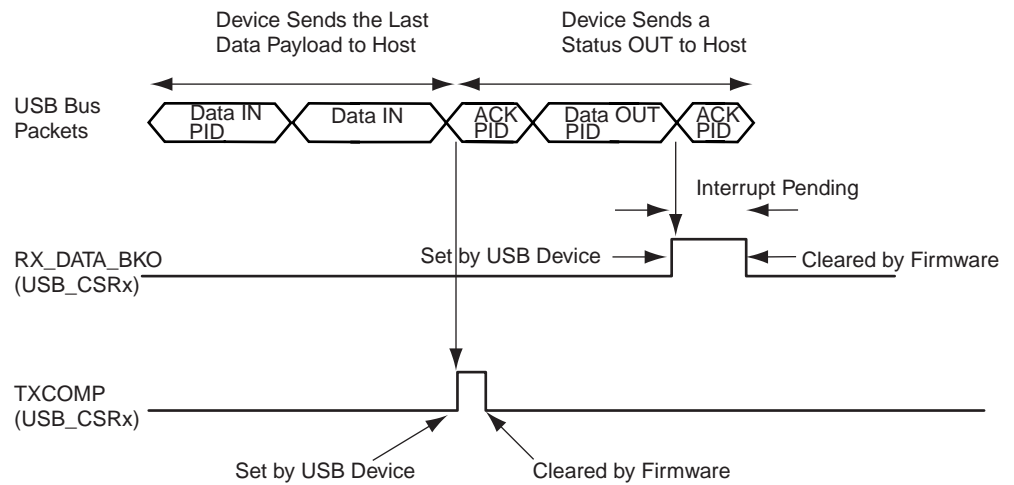 Device Sends the Last
Data Payload to Host
Device Sends a
Status OUT to Host
USB Bus
Packets
Data IN
PID
Data IN
ACK
PID
Data OUT
PID
ACK
PID
Interrupt Pending
RX_DATA_BKO
(USB_CSRx)
Set by USB Device
Cleared by Firmware
TXCOMP
(USB_CSRx)
Set by USB Device
Cleared by Firmware